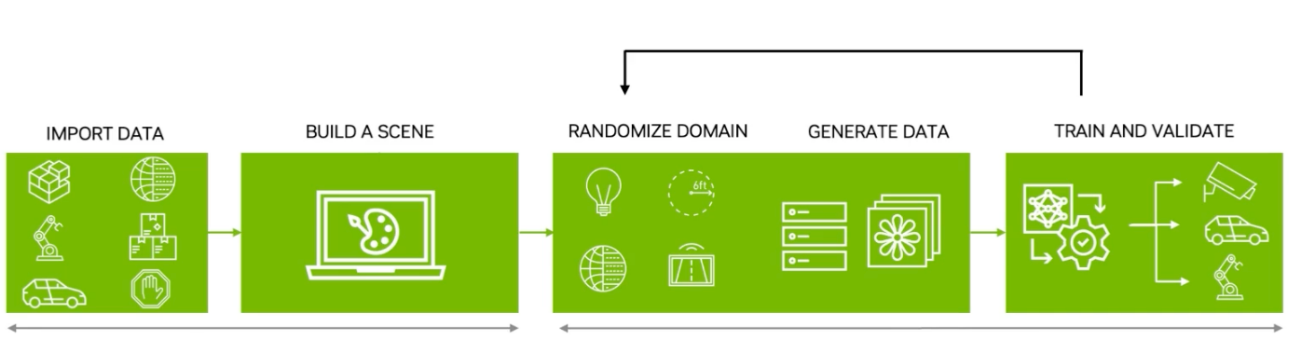 IMPORT DATA
BUILD A SCENE
RANDOMIZE DOMAIN
GENERATE DATA
TRAIN AND VALIDATE
6ft